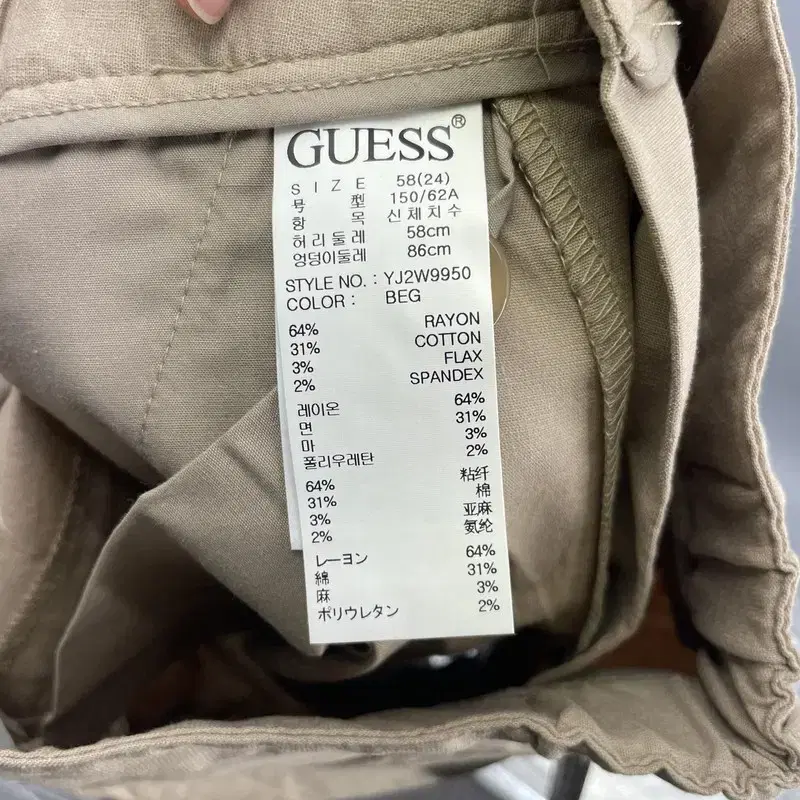 GUESS®
SIZE 58(24)
号 型 150/62A
항 목 신체치수
허리둘레 58cm
엉덩이둘레 86cm
STYLE NO. : YJ2W9950
COLOR : BEG
64% RAYON
31% COTTON
3% FLAX
2% SPANDEX
레이온 64%
면 31%
마 3%
폴리우레탄 2%
64% 粘纤
31% 棉
3% 亚麻
2% 氨纶
レーヨン 64%
綿 31%
麻 3%
ポリウレタン 2%